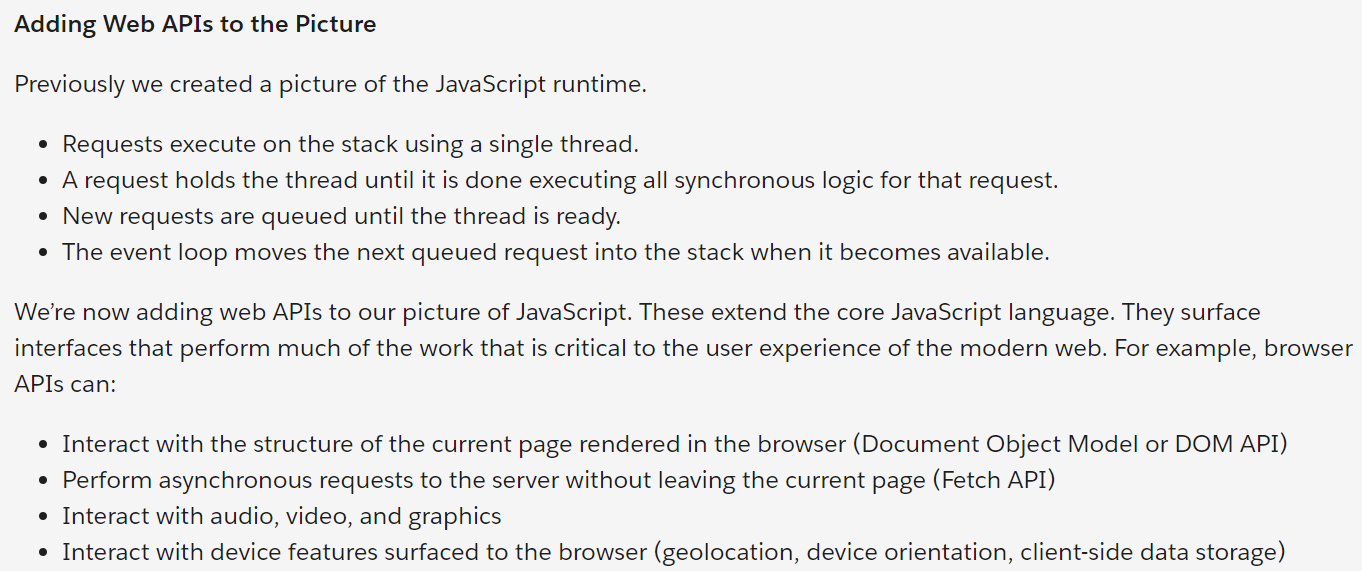 Adding Web APIs to the Picture
Previously we created a picture of the JavaScript runtime.
• Requests execute on the stack using a single thread.
• A request holds the thread until it is done executing all synchronous logic for that request.
• New requests are queued until the thread is ready.
• The event loop moves the next queued request into the stack when it becomes available.
We’re now adding web APIs to our picture of JavaScript. These extend the core JavaScript language. They surface
interfaces that perform much of the work that is critical to the user experience of the modern web. For example, browser
APIs can:
• Interact with the structure of the current page rendered in the browser (Document Object Model or DOM API)
• Perform asynchronous requests to the server without leaving the current page (Fetch API)
• Interact with audio, video, and graphics
• Interact with device features surfaced to the browser (geolocation, device orientation, client-side data storage)